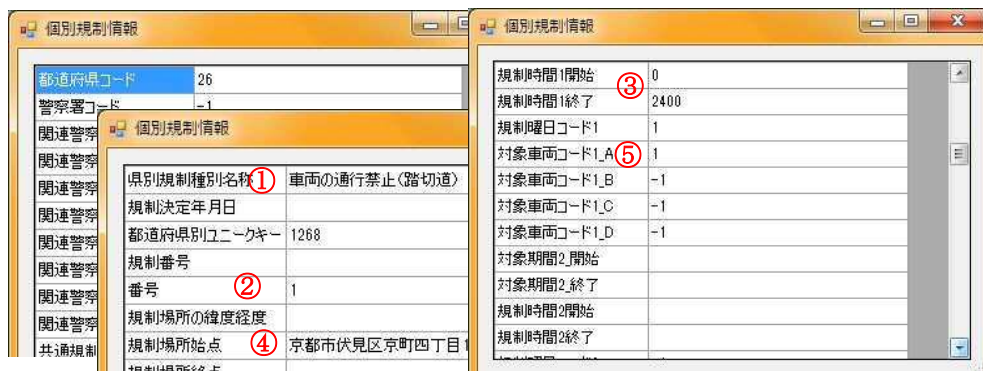 個別規制情報
都道府県コード 26
警察署コード -1
関連警察
関連警察
関連警察
関連警察
関連警察
関連警察
関連警察
関連警察
共通規制
個別規制情報
県別規制種別名称 ① 車両の通行禁止(踏切道)
規制決定年月日
都道府県別ユニークキー 1268
規制番号
番号 ② 1
規制場所の緯度経度
規制場所始点 ④ 京都市伏見区京町四丁目1
規制場所終点
個別規制情報
規制時間1開始 ③ 0
規制時間1終了 2400
規制曜日コード1 1
対象車両コード1_A ⑤ 1
対象車両コード1_B -1
対象車両コード1_C -1
対象車両コード1_D -1
対象期間2_開始
対象期間2_終了
規制時間2開始
規制時間2終了